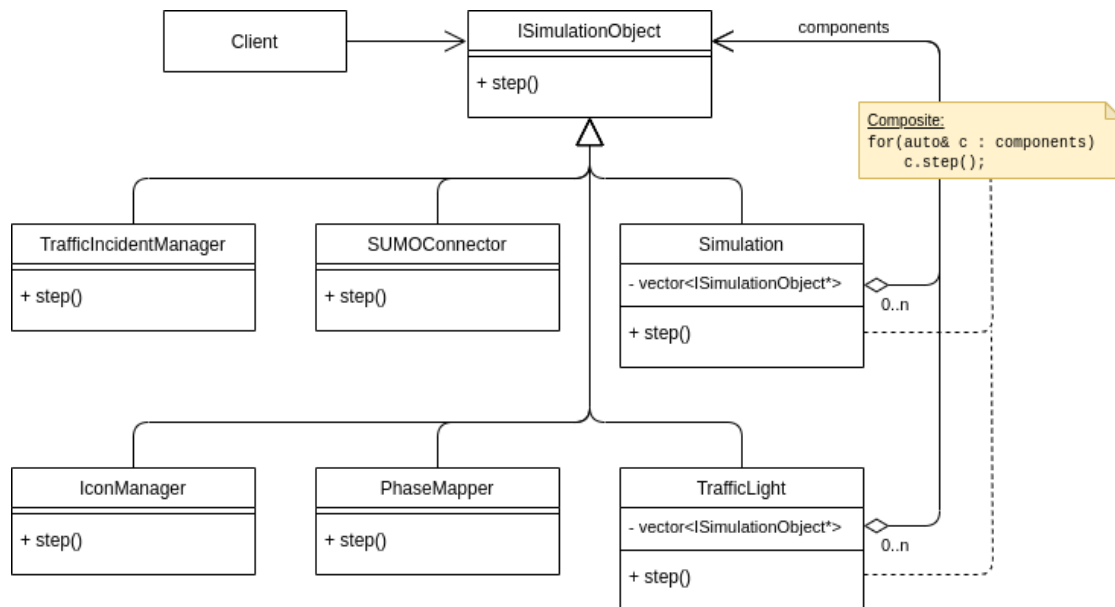 Client
ISimulationObject
+ step()
components
Composite:
for(auto& c : components)
    c.step();
TrafficIncidentManager
+ step()
SUMOConnector
+ step()
Simulation
- vector<ISimulationObject*>
+ step()
0..n
IconManager
+ step()
PhaseMapper
+ step()
TrafficLight
- vector<ISimulationObject*>
+ step()
0..n